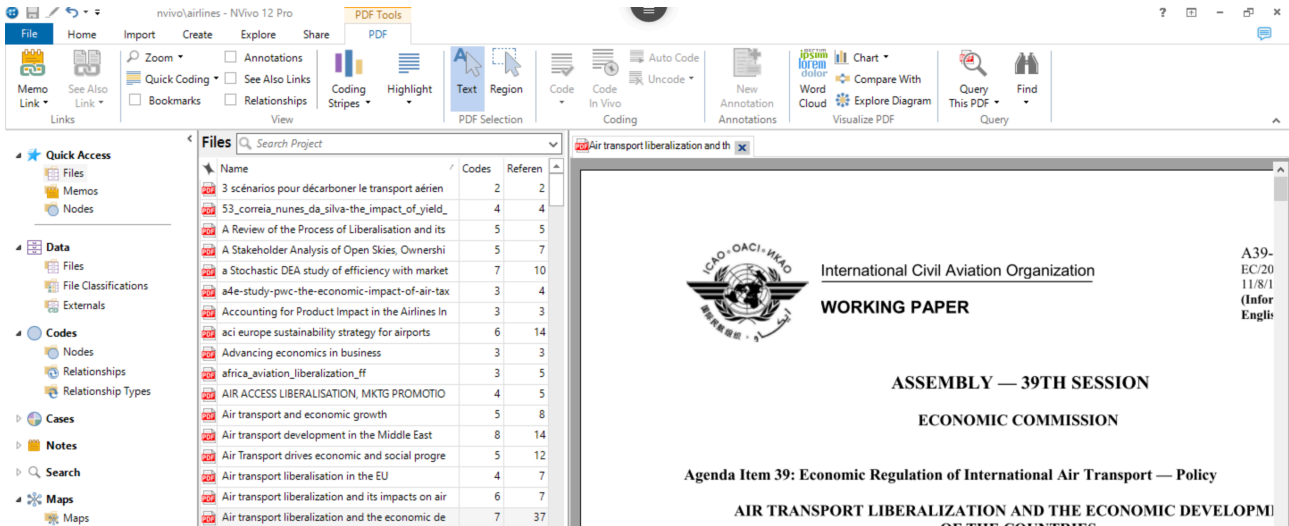 nvivo\airlines - NVivo 12 Pro
PDF Tools
File Home Import Create Explore Share PDF
Memo Link
See Also Link
Links
Zoom
Quick Coding
Bookmarks
Annotations
See Also Links
Relationships
Coding Stripes
Highlight
View
Text
Region
PDF Selection
Code
Code In Vivo
Auto Code
Uncode
Coding
New Annotation
Annotations
Word Cloud
Chart
Compare With
Explore Diagram
Visualize PDF
Query This PDF
Find
Query
Quick Access
Files
Memos
Nodes
Data
Files
File Classifications
Externals
Codes
Nodes
Relationships
Relationship Types
Cases
Notes
Search
Maps
Maps
Files Search Project
Name Codes Referen
3 scénarios pour décarboner le transport aérien 2 2
53_correia_nunes_da_silva-the_impact_of_yield_ 4 4
A Review of the Process of Liberalisation and its 5 5
A Stakeholder Analysis of Open Skies, Ownershi 5 7
a Stochastic DEA study of efficiency with market 7 10
a4e-study-pwc-the-economic-impact-of-air-tax 3 4
Accounting for Product Impact in the Airlines In 3 3
aci europe sustainability strategy for airports 6 14
Advancing economics in business 3 3
africa_aviation_liberalization_ff 3 5
AIR ACCESS LIBERALISATION, MKTG PROMOTIO 4 5
Air transport and economic growth 5 8
Air transport development in the Middle East 8 14
Air Transport drives economic and social progre 5 12
Air transport liberalisation in the EU 4 7
Air transport liberalization and its impacts on air 6 7
Air transport liberalization and the economic de 7 37
Air transport liberalization and th
International Civil Aviation Organization
WORKING PAPER
A39-
EC/20
11/8/1
(Infor
Englis
ASSEMBLY — 39TH SESSION
ECONOMIC COMMISSION
Agenda Item 39: Economic Regulation of International Air Transport — Policy
AIR TRANSPORT LIBERALIZATION AND THE ECONOMIC DEVELOPM
OF THE COUNTRIES